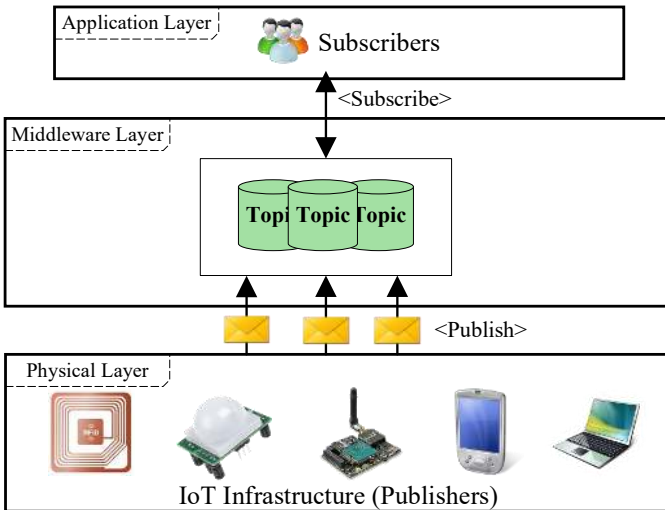 Application Layer
Subscribers
<Subscribe>
Middleware Layer
Topi Topic Topic
<Publish>
Physical Layer
IoT Infrastructure (Publishers)